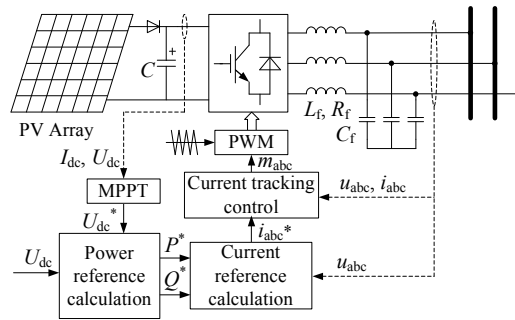 C
+
L_f, R_f
C_f
PV Array
PWM
I_dc, U_dc
m_abc
MPPT
Current tracking
control
u_abc, i_abc
U_dc*
i_abc*
U_dc
Power
reference
calculation
P*
Q*
Current
reference
calculation
u_abc